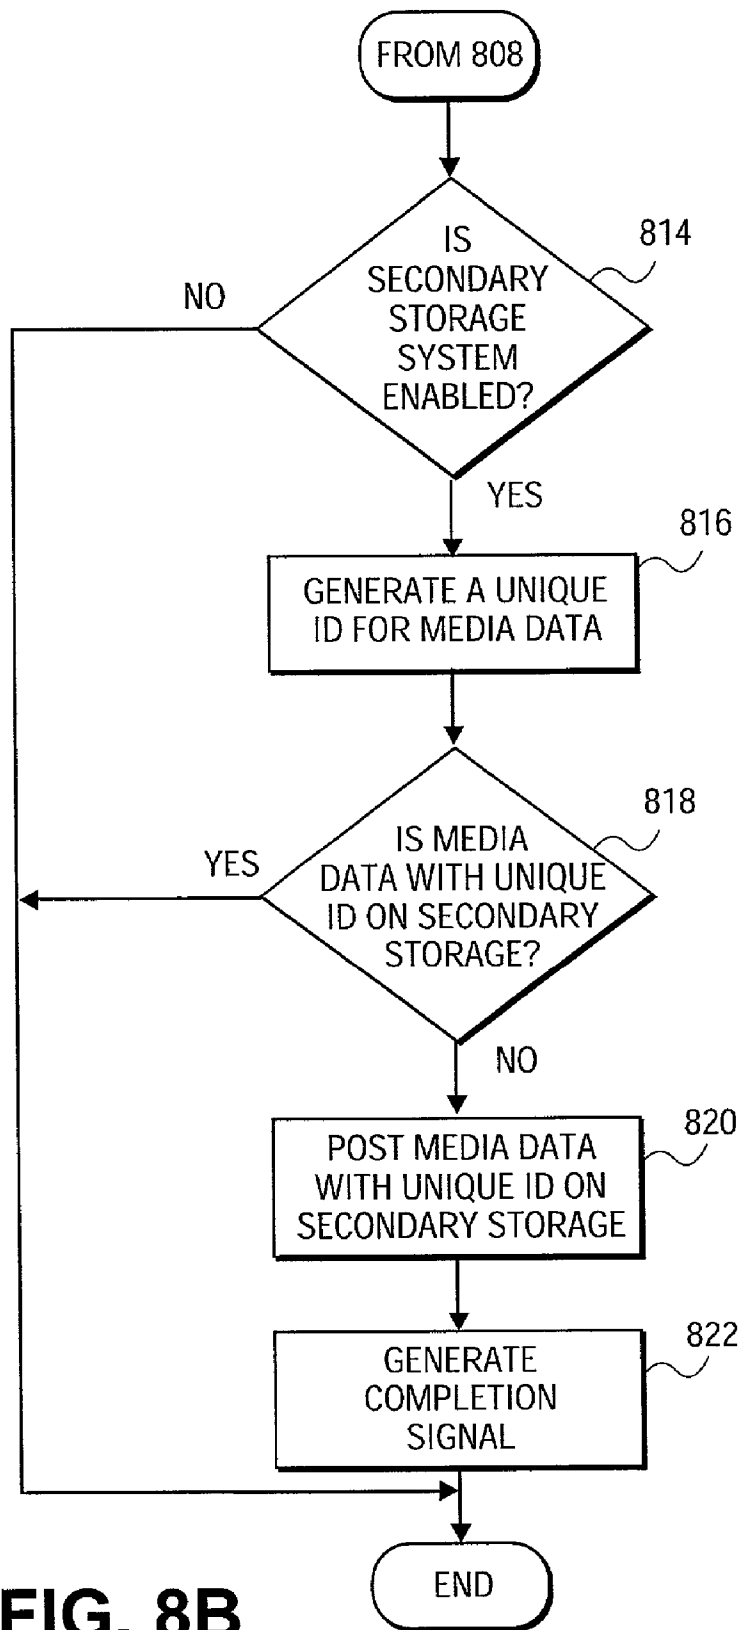 FROM 808
IS
SECONDARY
STORAGE
SYSTEM
ENABLED?
814
NO
YES
816
GENERATE A UNIQUE
ID FOR MEDIA DATA
818
IS MEDIA
DATA WITH UNIQUE
ID ON SECONDARY
STORAGE?
YES
NO
820
POST MEDIA DATA
WITH UNIQUE ID ON
SECONDARY STORAGE
822
GENERATE
COMPLETION
SIGNAL
END
FIG. 8B